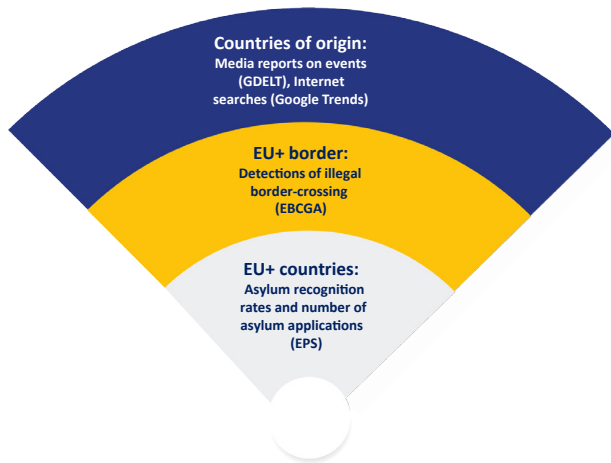 Countries of origin:
Media reports on events
(GDELT), Internet
searches (Google Trends)
EU+ border:
Detections of illegal
border-crossing
(EBCGA)
EU+ countries:
Asylum recognition
rates and number of
asylum applications
(EPS)